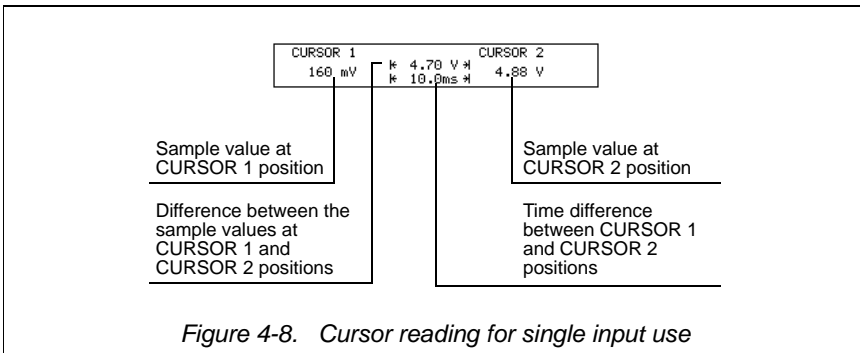 CURSOR 1 CURSOR 2
160 mV 4.70 V 4.88 V
10.0ms
Sample value at
CURSOR 1 position
Sample value at
CURSOR 2 position
Difference between the
sample values at
CURSOR 1 and
CURSOR 2 positions
Time difference
between CURSOR 1
and CURSOR 2
positions
Figure 4-8. Cursor reading for single input use